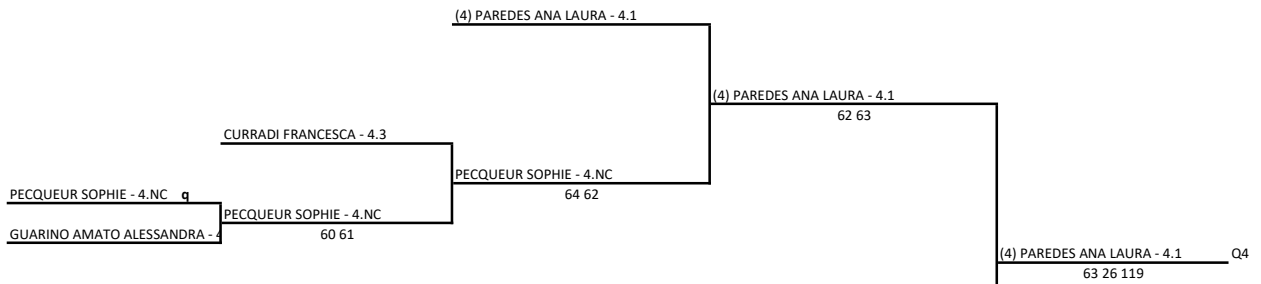 (4) PAREDES ANA LAURA - 4.1
(4) PAREDES ANA LAURA - 4.1
62 63
CURRADI FRANCESCA - 4.3
PECQUEUR SOPHIE - 4.NC
64 62
PECQUEUR SOPHIE - 4.NC q
PECQUEUR SOPHIE - 4.NC
60 61
GUARINO AMATO ALESSANDRA - 4
(4) PAREDES ANA LAURA - 4.1 Q4
63 26 119